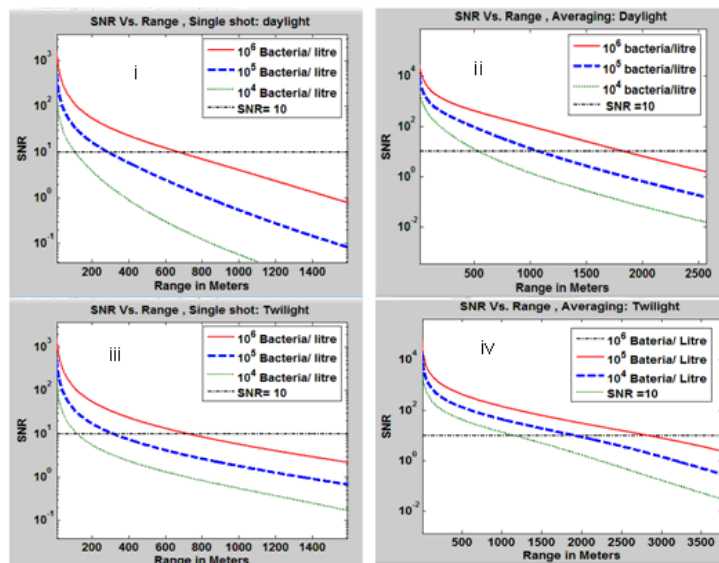 SNR Vs. Range , Single shot: daylight
i
10^6 Bacteria/ litre
10^5 Bacteria/ litre
10^4 Bacteria/ litre
SNR= 10
10^3
10^2
10^1
10^0
10^-1
SNR
200 400 600 800 1000 1200 1400
Range in Meters
SNR Vs. Range , Averaging: Daylight
ii
10^6 bacteria/litre
10^5 bacteria/litre
10^4 bacteria/litre
SNR =10
10^4
10^2
10^0
10^-2
SNR
500 1000 1500 2000 2500
Range in Meters
SNR Vs. Range , Single shot: Twilight
iii
10^6 Bacteria/ litre
10^5 Bacteria/ litre
10^4 Bacteria/ litre
SNR= 10
10^3
10^2
10^1
10^0
10^-1
SNR
200 400 600 800 1000 1200 1400
Range in Meters
SNR Vs. Range , Averaging: Twilight
iv
10^6 Bateria/ Litre
10^5 Bateria/ Litre
10^4 Bateria/ Litre
SNR =10
10^4
10^2
10^0
10^-2
SNR
500 1000 1500 2000 2500 3000 3500
Range in Meters